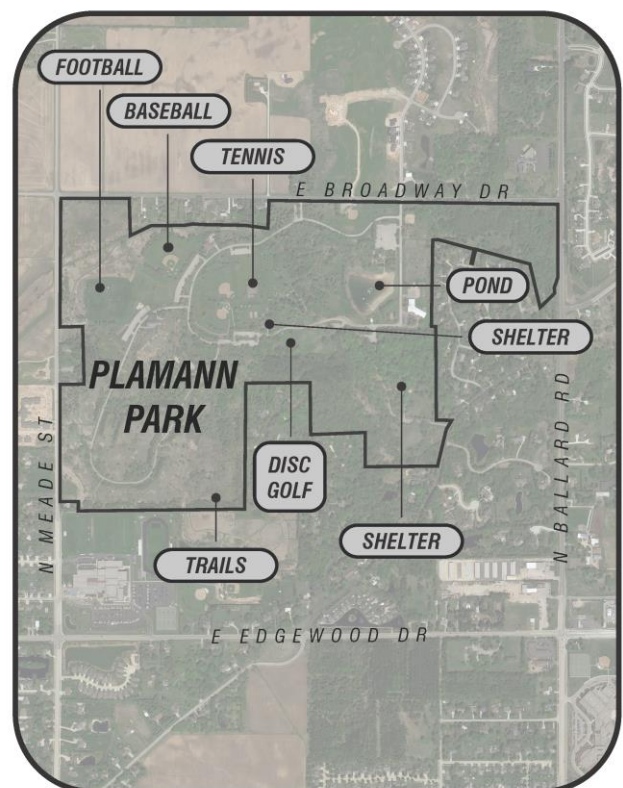 FOOTBALL
BASEBALL
TENNIS
E BROADWAY DR
POND
SHELTER
PLAMANN
PARK
N MEADE ST
DISC
GOLF
N BALLARD RD
SHELTER
TRAILS
E EDGEWOOD DR